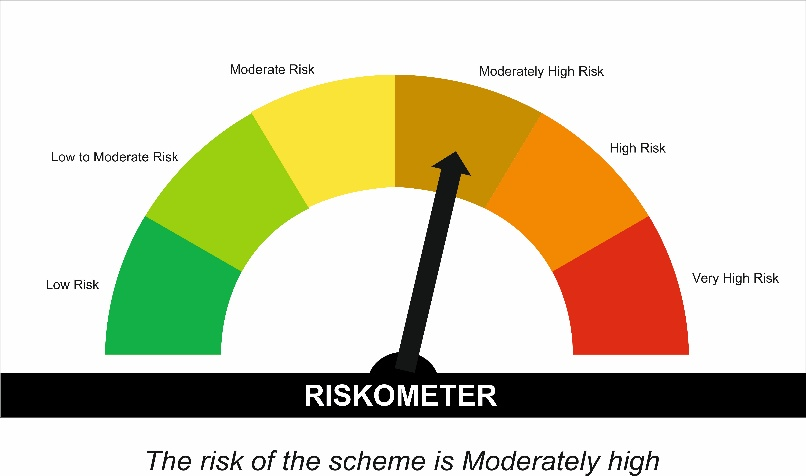 Moderate Risk
Moderately High Risk
Low to Moderate Risk
High Risk
Low Risk
Very High Risk
RISKOMETER
The risk of the scheme is Moderately high